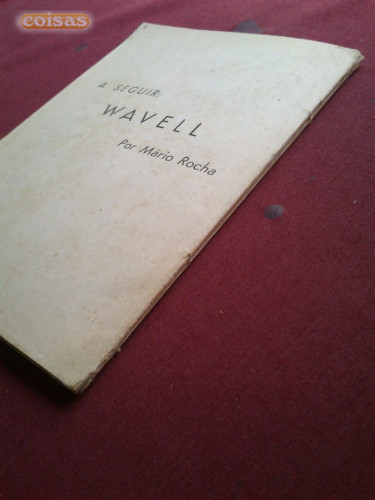 coisas
A SEGUIR:
WAVELL
Por Mário Rocha